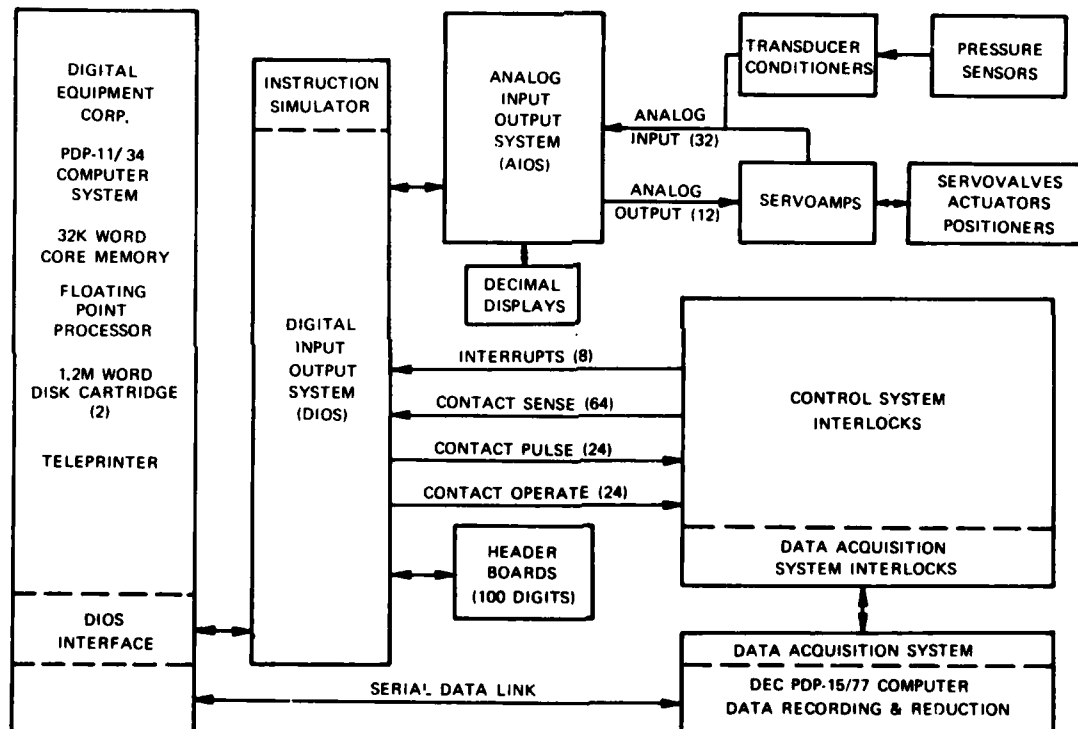 DIGITAL
EQUIPMENT
CORP.
PDP-11/34
COMPUTER
SYSTEM
32K WORD
CORE MEMORY
FLOATING
POINT
PROCESSOR
1.2M WORD
DISK CARTRIDGE
(2)
TELEPRINTER
DIOS
INTERFACE
INSTRUCTION
SIMULATOR
DIGITAL
INPUT
OUTPUT
SYSTEM
(DIOS)
ANALOG
INPUT
OUTPUT
SYSTEM
(AIOS)
DECIMAL
DISPLAYS
ANALOG
INPUT (32)
ANALOG
OUTPUT (12)
TRANSDUCER
CONDITIONERS
PRESSURE
SENSORS
SERVOAMPS
SERVOVALVES
ACTUATORS
POSITIONERS
INTERRUPTS (8)
CONTACT SENSE (64)
CONTACT PULSE (24)
CONTACT OPERATE (24)
HEADER
BOARDS
(100 DIGITS)
CONTROL SYSTEM
INTERLOCKS
DATA ACQUISITION
SYSTEM INTERLOCKS
SERIAL DATA LINK
DATA ACQUISITION SYSTEM
DEC PDP-15/77 COMPUTER
DATA RECORDING & REDUCTION